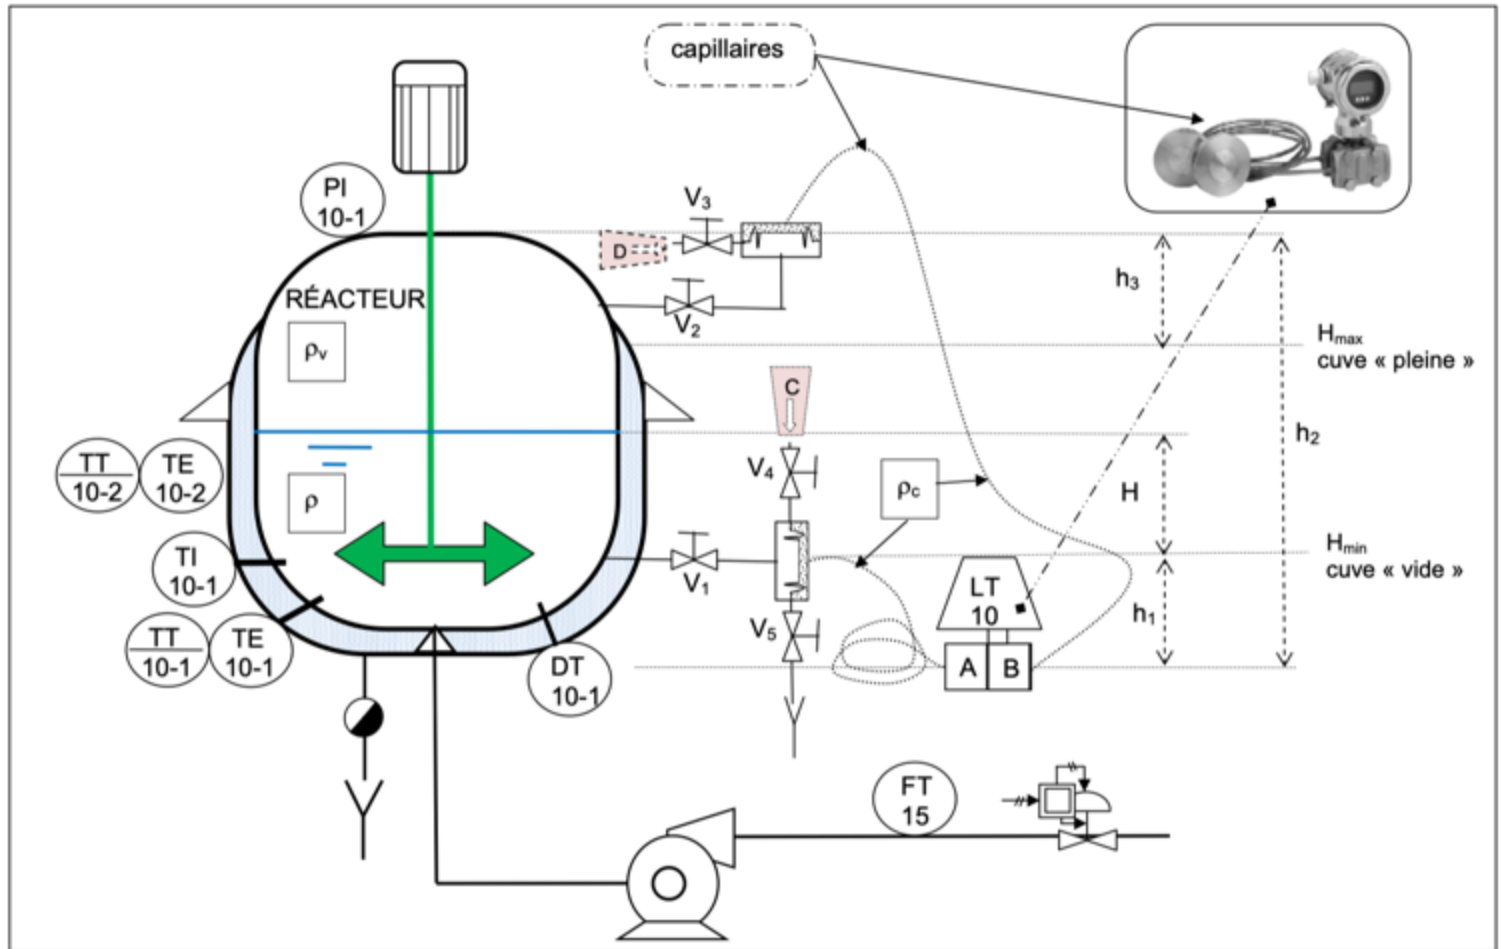 capillaires
PI
10-1
V3
D
h3
RÉACTEUR
V2
ρv
Hmax
cuve « pleine »
C
h2
TT
10-2
TE
10-2
V4
ρc
H
ρ
TI
10-1
V1
Hmin
cuve « vide »
LT
10
h1
TT
10-1
TE
10-1
V5
DT
10-1
A
B
FT
15